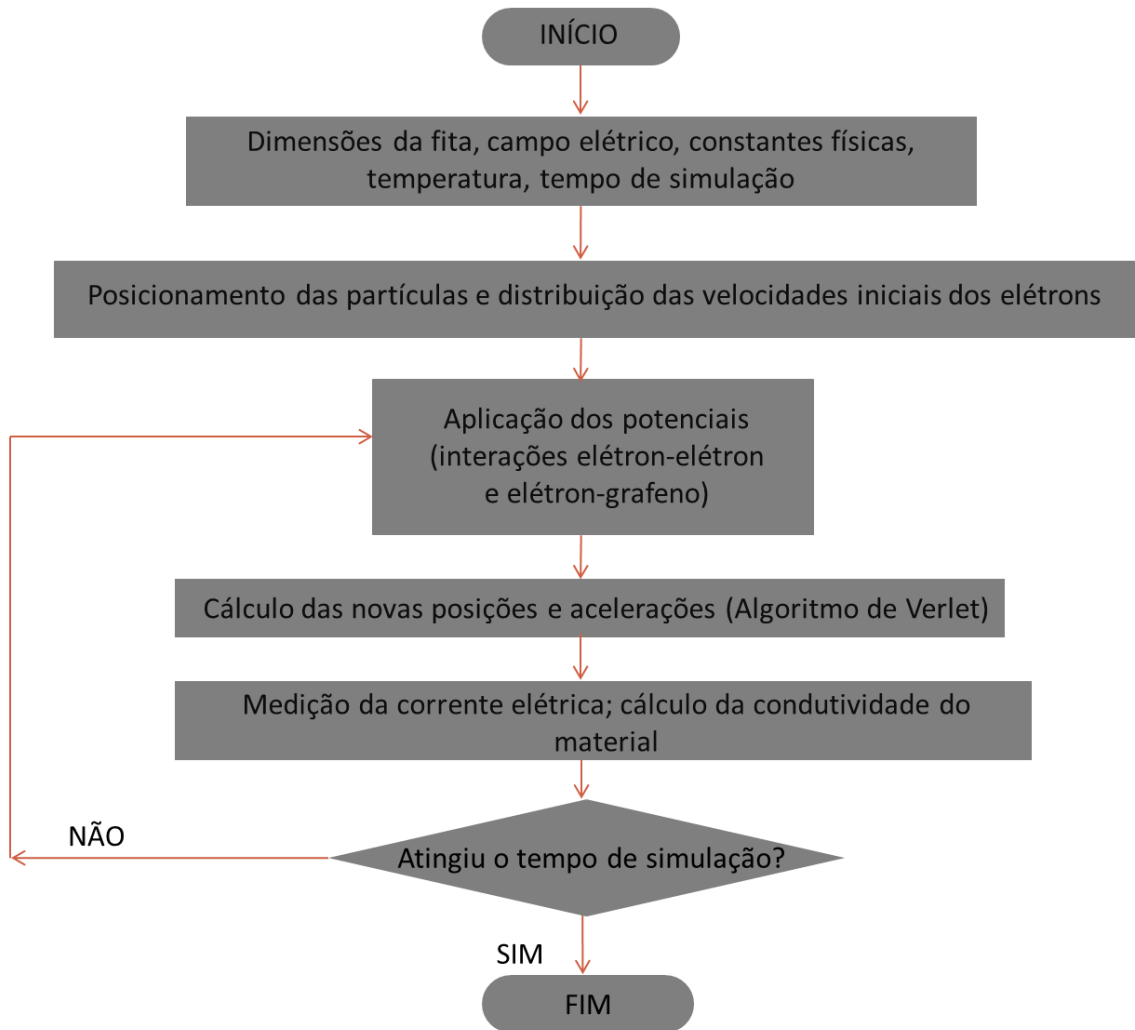 INÍCIO
Dimensões da fita, campo elétrico, constantes físicas,
temperatura, tempo de simulação
Posicionamento das partículas e distribuição das velocidades iniciais dos elétrons
Aplicação dos potenciais
(interações elétron-elétron
e elétron-grafeno)
Cálculo das novas posições e acelerações (Algoritmo de Verlet)
Medição da corrente elétrica; cálculo da condutividade do
material
NÃO
Atingiu o tempo de simulação?
SIM
FIM